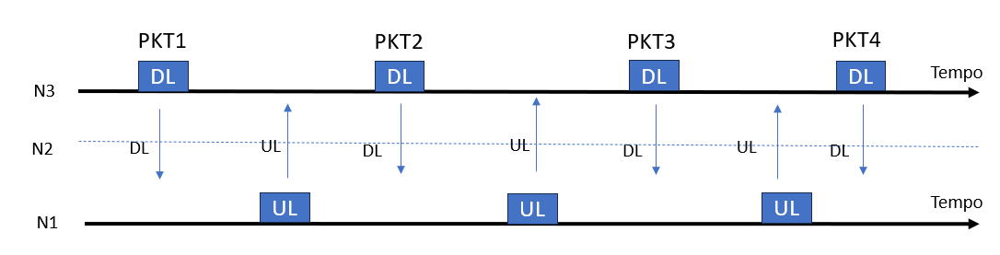 PKT1 PKT2 PKT3 PKT4
DL DL DL DL
Tempo
N3
N2
DL UL DL UL DL UL DL
UL UL UL
Tempo
N1